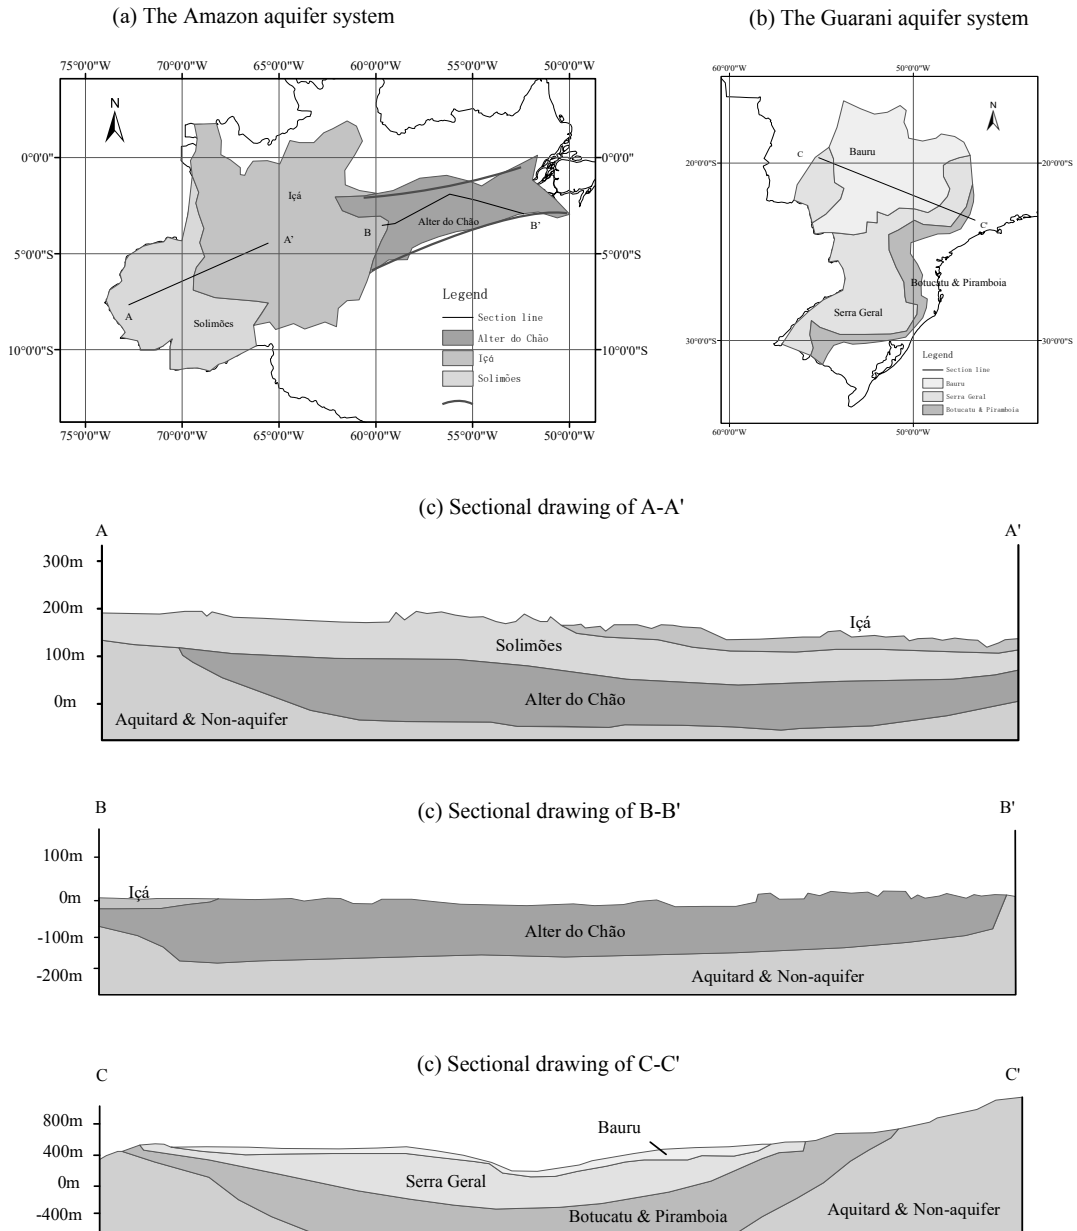 (a) The Amazon aquifer system
(b) The Guarani aquifer system
75°0'0"W 70°0'0"W 65°0'0"W 60°0'0"W 55°0'0"W 50°0'0"W
60°0'0"W 50°0'0"W
N
N
0°0'0" 0°0'0"
Içá
Alter do Chão
B B'
A'
5°0'0"S 5°0'0"S
A
Solimões
10°0'0"S 10°0'0"S
Legend
Section line
Alter do Chão
Içá
Solimões
75°0'0"W 70°0'0"W 65°0'0"W 60°0'0"W 55°0'0"W 50°0'0"W
Bauru
C
20°0'0"S 20°0'0"S
C'
Botucatu & Piramboia
Serra Geral
30°0'0"S 30°0'0"S
Legend
Section line
Bauru
Serra Geral
Botucatu & Piramboia
60°0'0"W 50°0'0"W
(c) Sectional drawing of A-A'
A A'
300m
200m
100m
0m
Içá
Solimões
Alter do Chão
Aquitard & Non-aquifer
(c) Sectional drawing of B-B'
B B'
100m
0m
-100m
-200m
Içá
Alter do Chão
Aquitard & Non-aquifer
(c) Sectional drawing of C-C'
C C'
800m
400m
0m
-400m
Bauru
Serra Geral
Botucatu & Piramboia
Aquitard & Non-aquifer